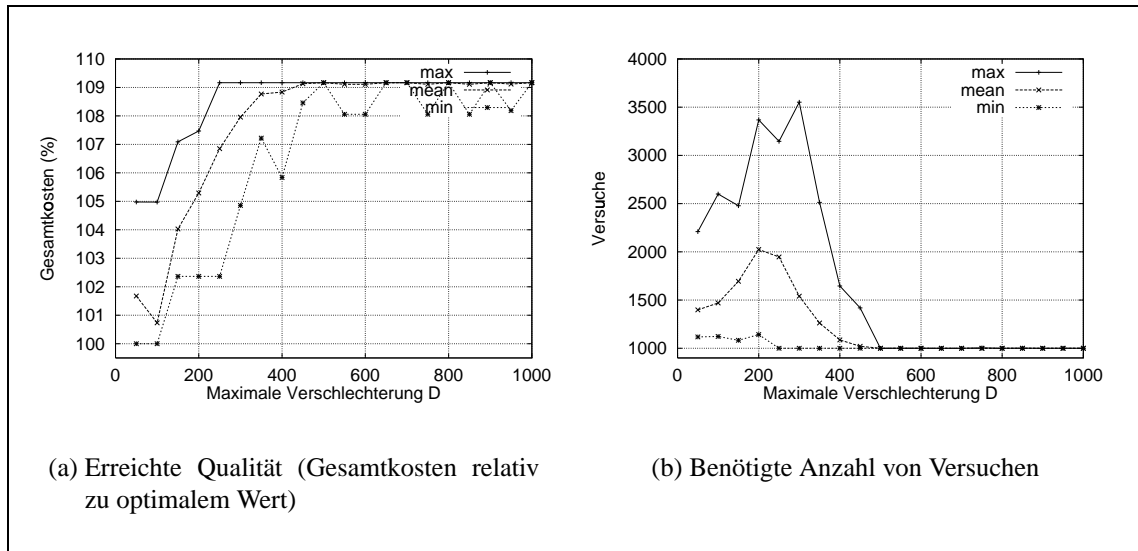 110
109
108
107
106
105
104
103
102
101
100
Gesamtkosten (%)
0
200
400
600
800
1000
Maximale Verschlechterung D
max
mean
min
4000
3500
3000
2500
2000
1500
1000
Versuche
0
200
400
600
800
1000
Maximale Verschlechterung D
max
mean
min
(a) Erreichte Qualität (Gesamtkosten relativ
zu optimalem Wert)
(b) Benötigte Anzahl von Versuchen